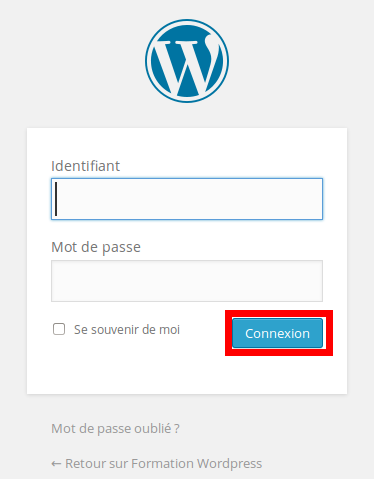 Identifiant
Mot de passe
Se souvenir de moi
Connexion
Mot de passe oublié ?
← Retour sur Formation Wordpress